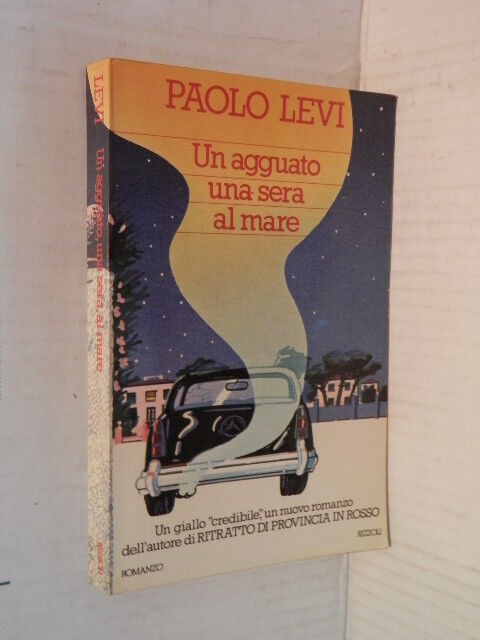 PAOLO LEVI
Un agguato
una sera
al mare
Un giallo "credibile", un nuovo romanzo
dell'autore di RITRATTO DI PROVINCIA IN ROSSO
ROMANZO
RIZZOLI
LEVI Un agguato una sera al mare